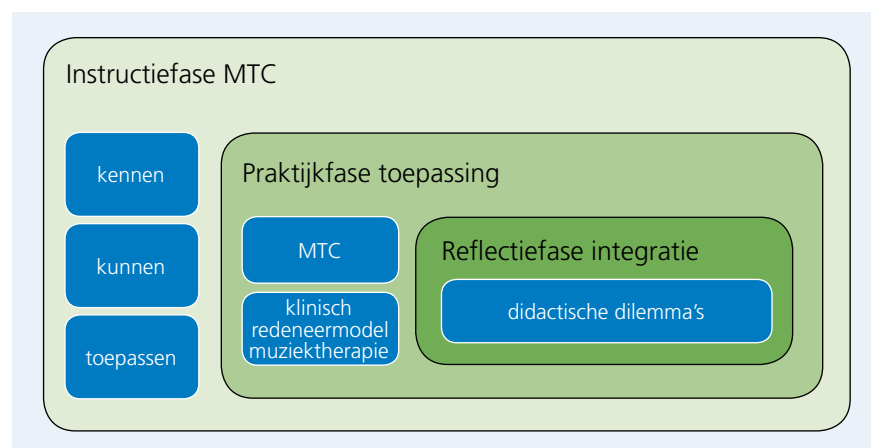 Instructiefase MTC
kennen
kunnen
toepassen
Praktijkfase toepassing
MTC
klinisch
redeneermodel
muziektherapie
Reflectiefase integratie
didactische dilemma’s